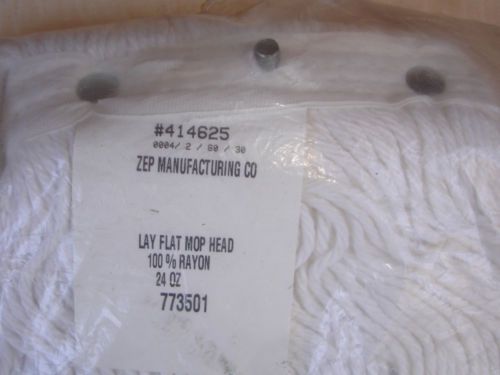 #414625
0004/ 2 / 60 / 30
ZEP MANUFACTURING CO
LAY FLAT MOP HEAD
100 % RAYON
24 OZ
773501